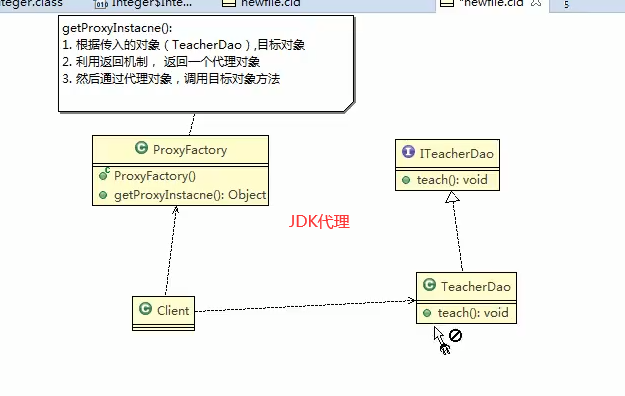 nteger.class
Integer$Inte...
newfile.cld
*newfile.cld
5
getProxyInstacne():
1. 根据传入的对象（TeacherDao）,目标对象
2. 利用返回机制， 返回一个代理对象
3. 然后通过代理对象，调用目标对象方法
ProxyFactory
ProxyFactory()
getProxyInstacne(): Object
ITeacherDao
teach(): void
JDK代理
Client
TeacherDao
teach(): void